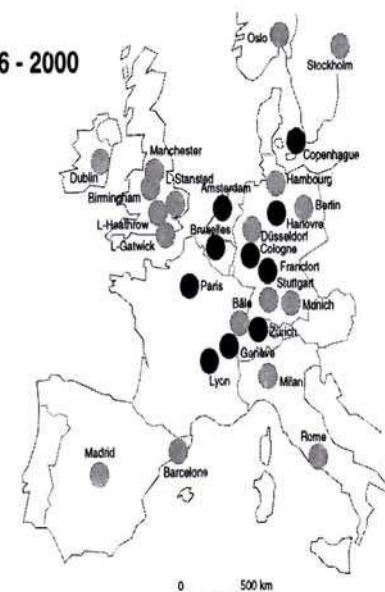 6 - 2000
Oslo
Stockholm
Copenhague
Manchester
Dublin
L-Stansted
Hambourg
Birmingham
Amsterdam
Berlin
L-Heathrow
Hanovre
Bruxelles
Düsseldorf
L-Gatwick
Cologne
Francfort
Stuttgart
Paris
Bâle
Munich
Zurich
Genève
Lyon
Milan
Madrid
Barcelone
Rome
0 500 km